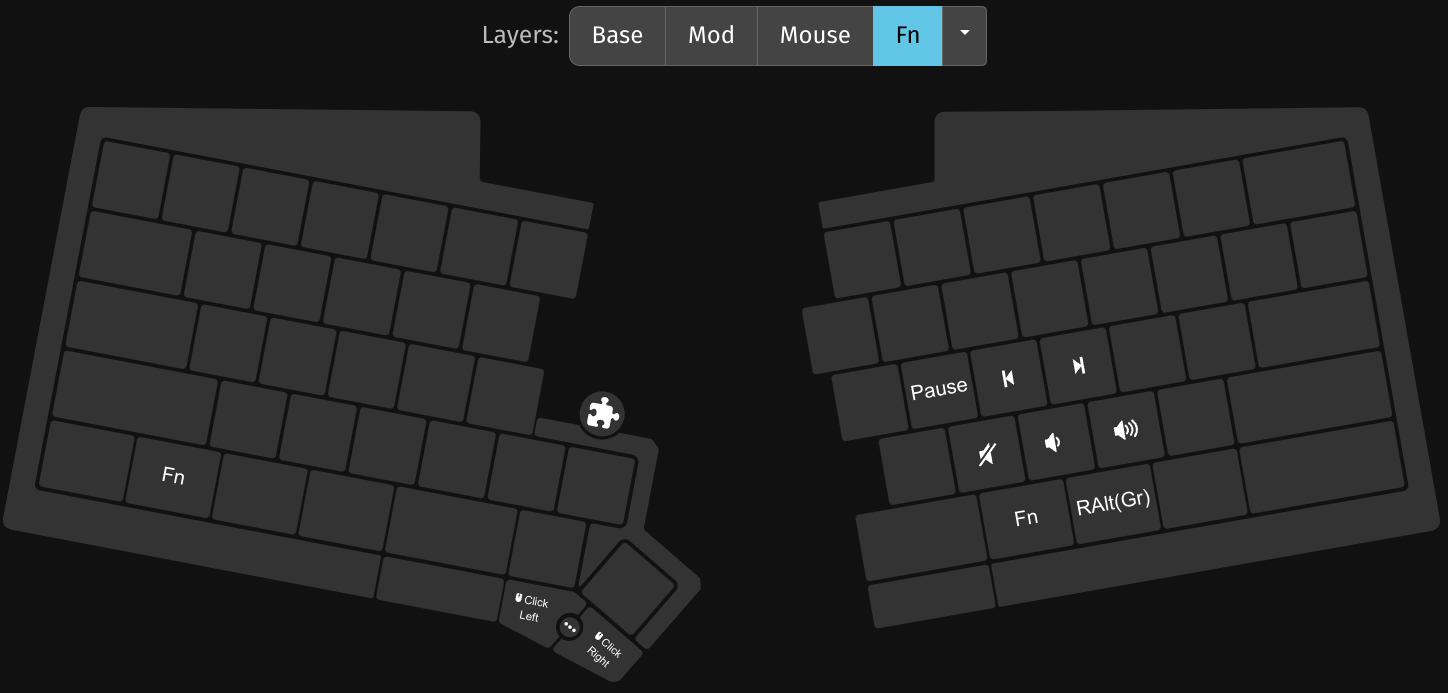 Layers: Base Mod Mouse Fn
Pause
Fn
Fn
RAlt(Gr)
Click
Left
Click
Right